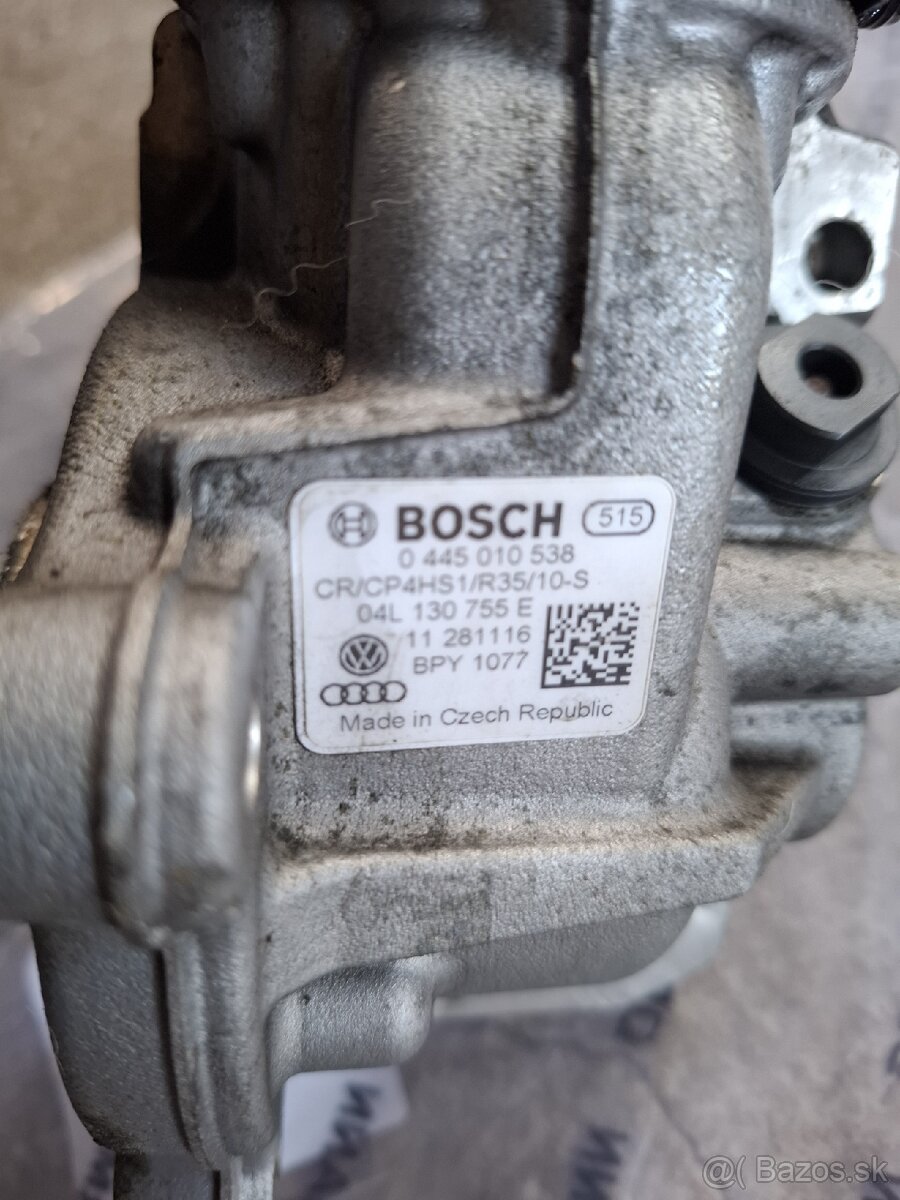 BOSCH 515
0 445 010 538
CR/CP4HS1/R35/10-S
04L 130 755 E
11 281116
BPY 1077
Made in Czech Republic
@( Bazos.sk